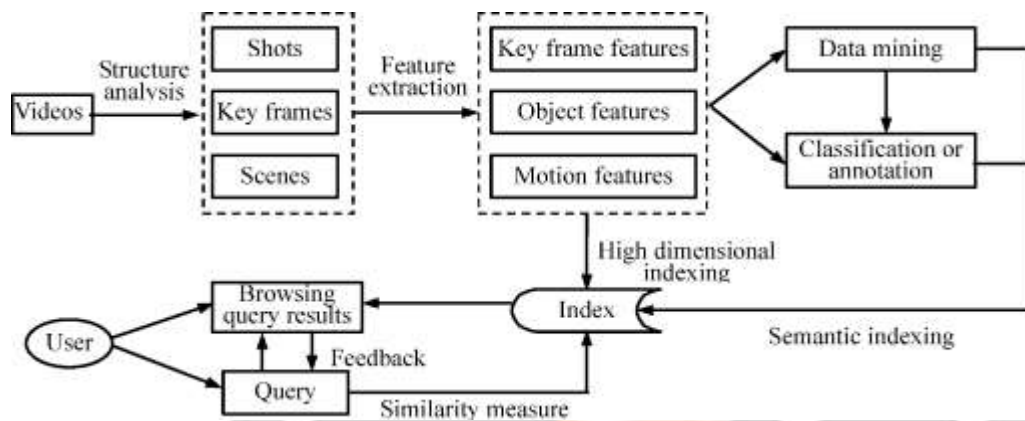 Videos
Structure
analysis
Shots
Key frames
Scenes
Feature
extraction
Key frame features
Object features
Motion features
Data mining
Classification or
annotation
High dimensional
indexing
Browsing
query results
Index
User
Feedback
Semantic indexing
Query
Similarity measure